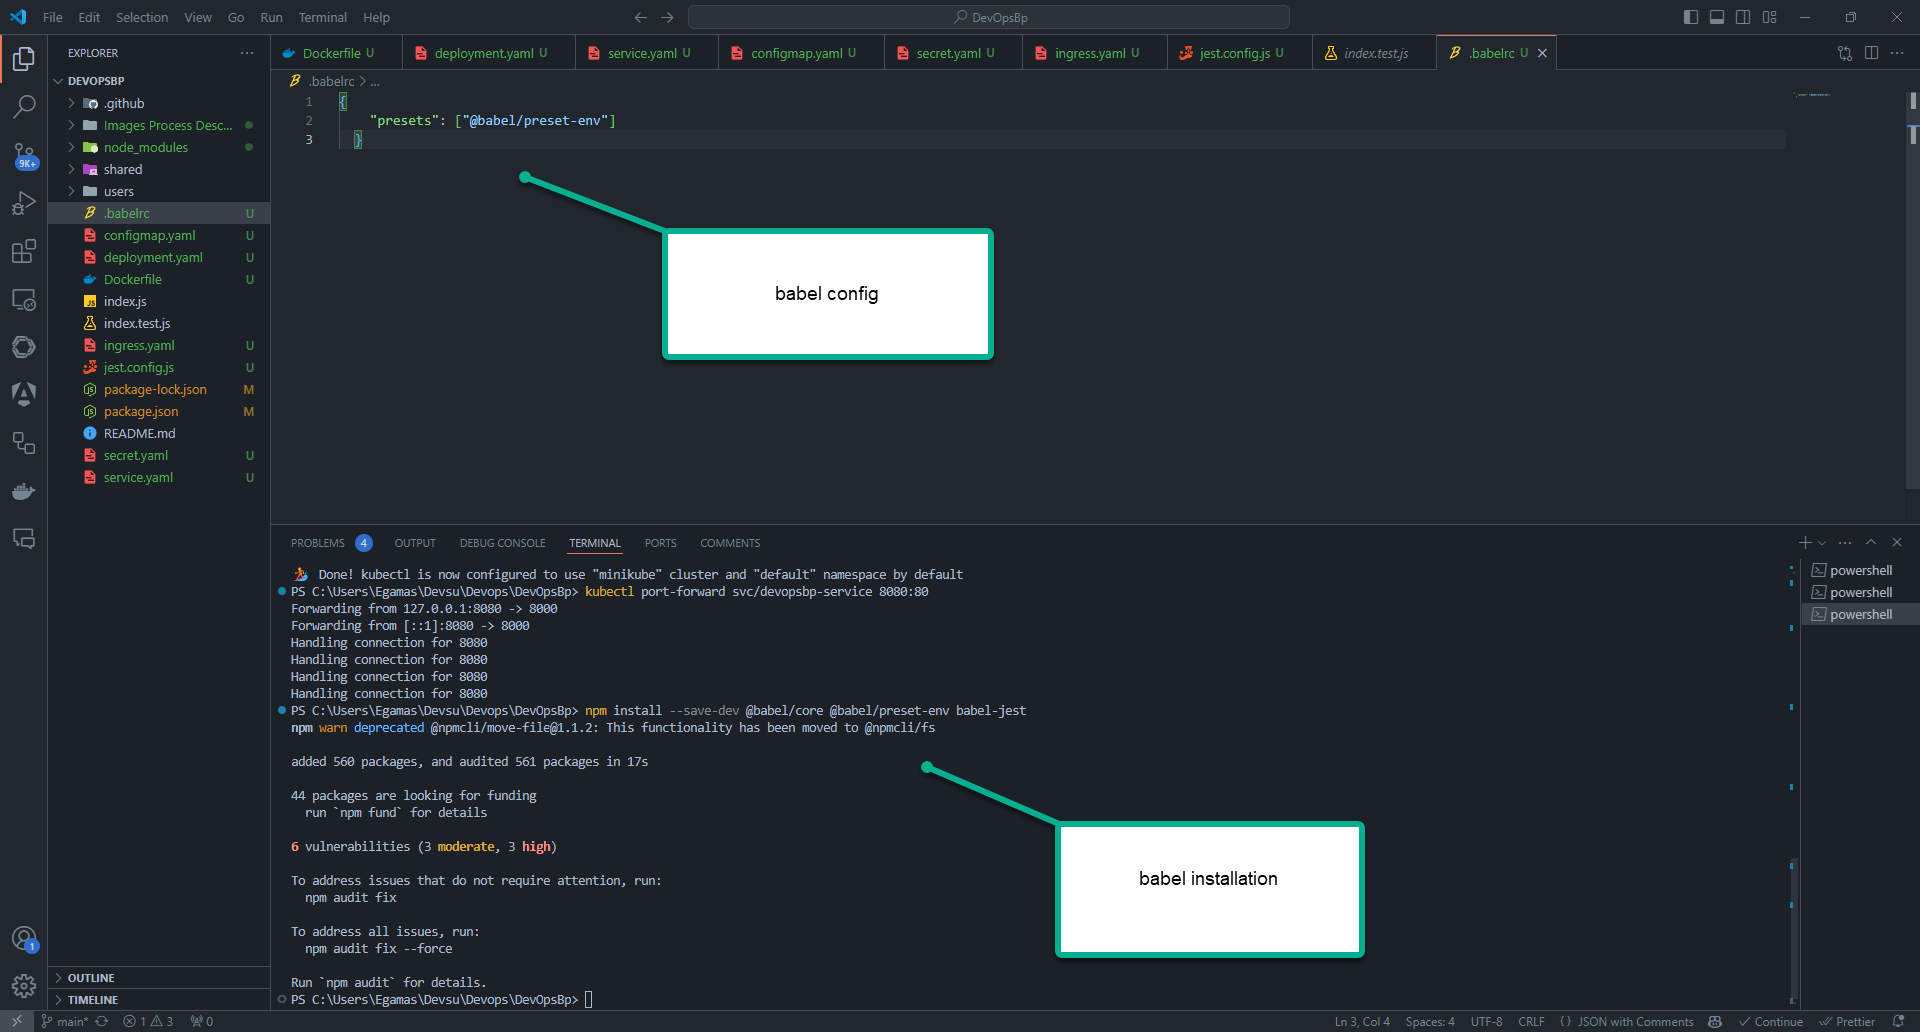 File Edit Selection View Go Run Terminal Help
DevOpsBp
EXPLORER
DEVOPSBP
.github
Images Process Desc...
node_modules
shared
users
.babelrc U
configmap.yaml U
deployment.yaml U
Dockerfile U
index.js
index.test.js
ingress.yaml U
jest.config.js U
package-lock.json M
package.json M
README.md
secret.yaml U
service.yaml U
OUTLINE
TIMELINE
9K+
1
Dockerfile U
deployment.yaml U
service.yaml U
configmap.yaml U
secret.yaml U
ingress.yaml U
jest.config.js U
index.test.js
.babelrc U
.babelrc > ...
1 {
2 "presets": ["@babel/preset-env"]
3 }
babel config
PROBLEMS 4 OUTPUT DEBUG CONSOLE TERMINAL PORTS COMMENTS
Done! kubectl is now configured to use "minikube" cluster and "default" namespace by default
PS C:\Users\Egamas\Devsu\Devops\DevOpsBp> kubectl port-forward svc/devopsbp-service 8080:80
Forwarding from 127.0.0.1:8080 -> 8000
Forwarding from [::1]:8080 -> 8000
Handling connection for 8080
Handling connection for 8080
Handling connection for 8080
Handling connection for 8080
PS C:\Users\Egamas\Devsu\Devops\DevOpsBp> npm install --save-dev @babel/core @babel/preset-env babel-jest
npm warn deprecated @npmcli/move-file@1.1.2: This functionality has been moved to @npmcli/fs
added 560 packages, and audited 561 packages in 17s
44 packages are looking for funding
run `npm fund` for details
6 vulnerabilities (3 moderate, 3 high)
To address issues that do not require attention, run:
npm audit fix
To address all issues, run:
npm audit fix --force
Run `npm audit` for details.
PS C:\Users\Egamas\Devsu\Devops\DevOpsBp>
babel installation
powershell
powershell
powershell
main* 1 3 0
Ln 3, Col 4 Spaces: 4 UTF-8 CRLF {} JSON with Comments Continue Prettier